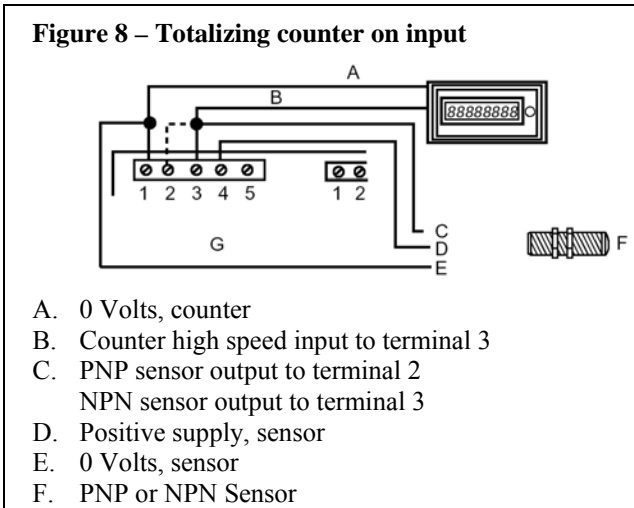 Figure 8 – Totalizing counter on input
A
B
88888888
1 2 3 4 5
1 2
C
G
D
F
E
A. 0 Volts, counter
B. Counter high speed input to terminal 3
C. PNP sensor output to terminal 2
NPN sensor output to terminal 3
D. Positive supply, sensor
E. 0 Volts, sensor
F. PNP or NPN Sensor